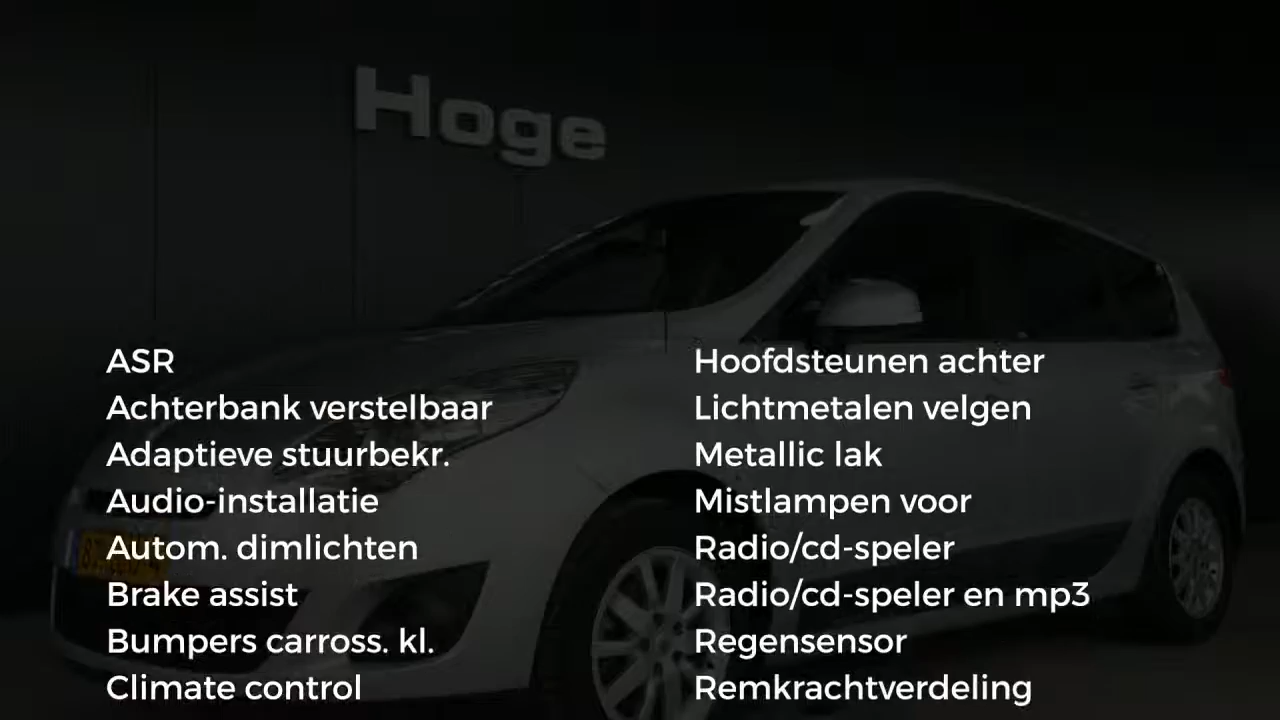 Hoge
ASR
Achterbank verstelbaar
Adaptieve stuurbekr.
Audio-installatie
Autom. dimlichten
Brake assist
Bumpers carross. kl.
Climate control
Hoofdsteunen achter
Lichtmetalen velgen
Metallic lak
Mistlampen voor
Radio/cd-speler
Radio/cd-speler en mp3
Regensensor
Remkrachtverdeling